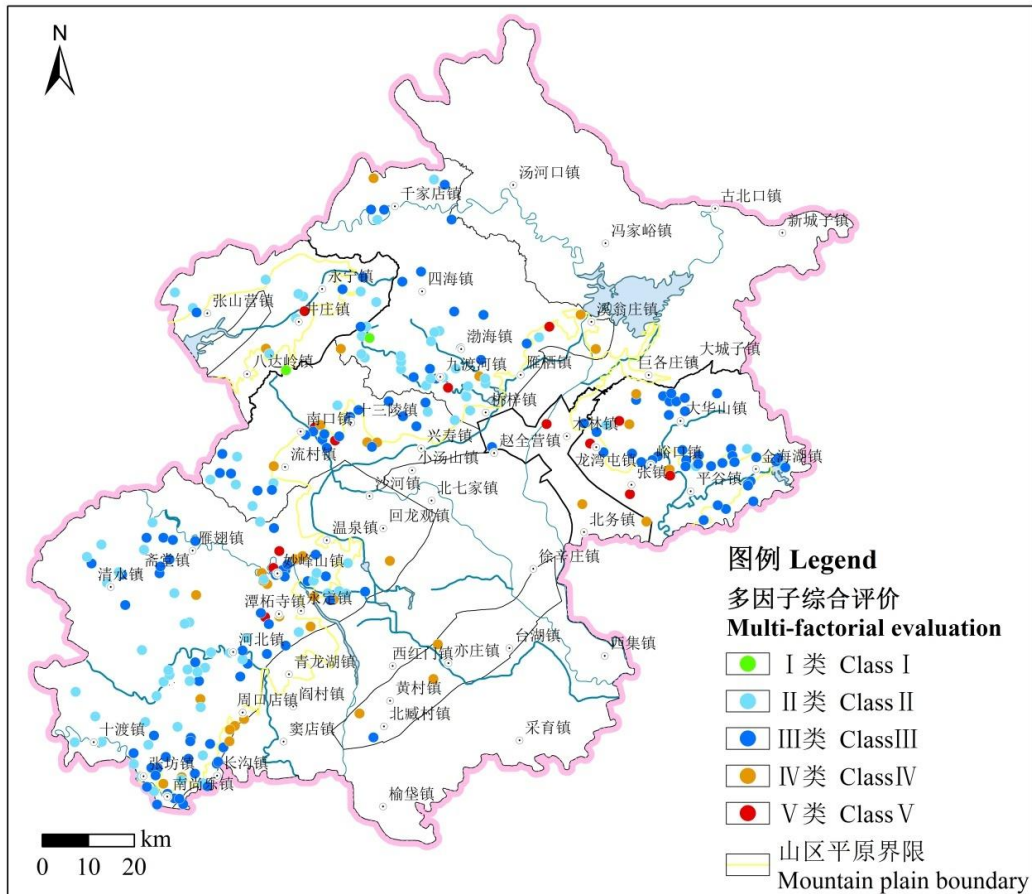 N
汤河口镇
千家店镇
古北口镇
新城子镇
冯家峪镇
永宁镇
四海镇
张山营镇
井庄镇
溪翁庄镇
渤海镇
八达岭镇
九渡河镇
雁栖镇
巨各庄镇
大城子镇
桥梓镇
十三陵镇
大华山镇
南口镇
兴寿镇
赵全营镇
木林镇
流村镇
小汤山镇
龙湾屯镇
峪口镇
金海湖镇
张镇
平谷镇
沙河镇
北七家镇
回龙观镇
北务镇
温泉镇
雁翅镇
斋堂镇
妙峰山镇
徐辛庄镇
清水镇
潭柘寺镇
永定镇
河北镇
台湖镇
西集镇
西红门镇
亦庄镇
青龙湖镇
阎村镇
黄村镇
周口店镇
北臧村镇
窦店镇
采育镇
十渡镇
张坊镇
长沟镇
南尚乐镇
榆垡镇
km
0 10 20
图例 Legend
多因子综合评价
Multi-factorial evaluation
Ⅰ类 Class Ⅰ
Ⅱ类 Class Ⅱ
Ⅲ类 ClassⅢ
Ⅳ类 ClassⅣ
Ⅴ类 Class Ⅴ
山区平原界限
Mountain plain boundary